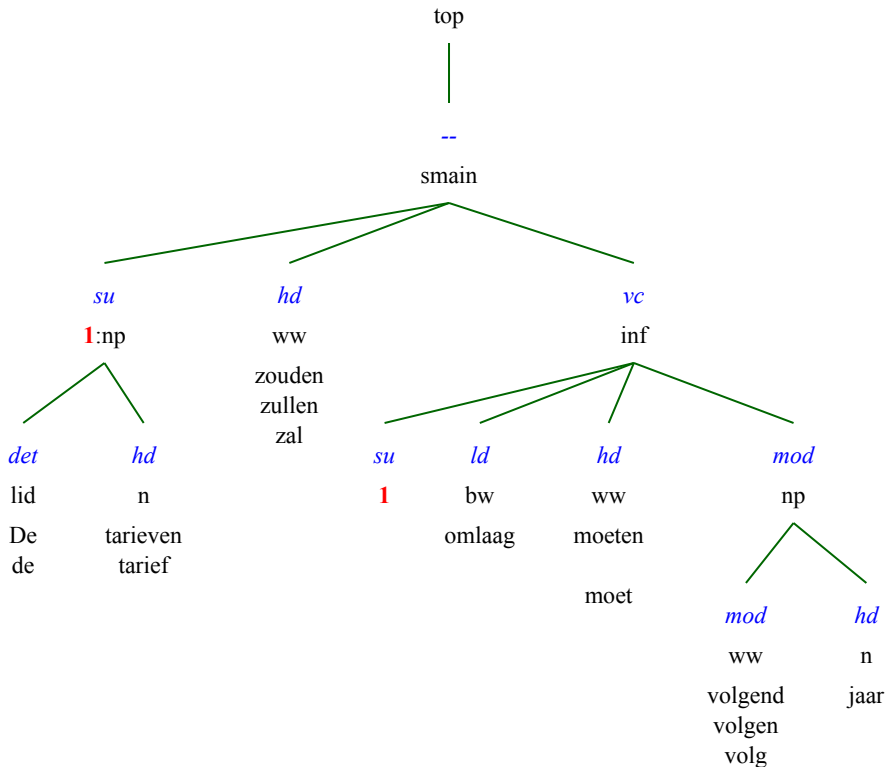 top
--
smain
su hd vc
1:np ww inf
zouden
zullen
zal
det hd su ld hd mod
lid n 1 bw ww np
De tarieven omlaag moeten
de tarief
moet
mod hd
ww n
volgend jaar
volgen
volg